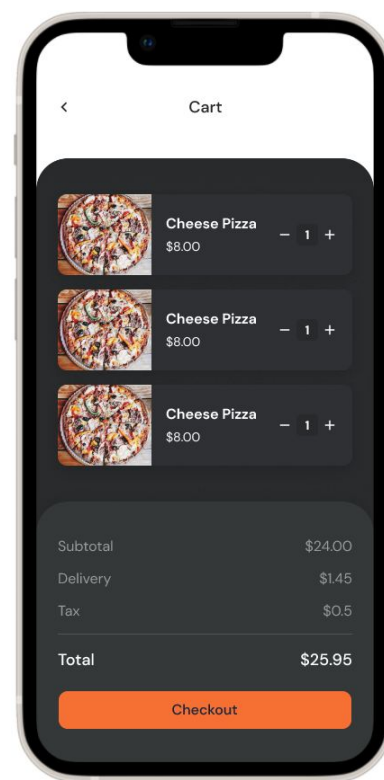 Cart
Cheese Pizza
$8.00
− 1 +
Cheese Pizza
$8.00
− 1 +
Cheese Pizza
$8.00
− 1 +
Subtotal $24.00
Delivery $1.45
Tax $0.5
Total $25.95
Checkout